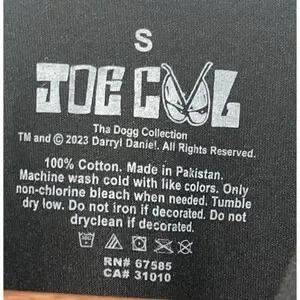 S
JOE COOL
Tha Dogg Collection
TM and © 2023 Darryl Daniel. All Rights Reserved.
100% Cotton. Made in Pakistan.
Machine wash cold with like colors. Only
non-chlorine bleach when needed. Tumble
dry low. Do not iron if decorated. Do not
dryclean if decorated.
RN# 67585
CA# 31010